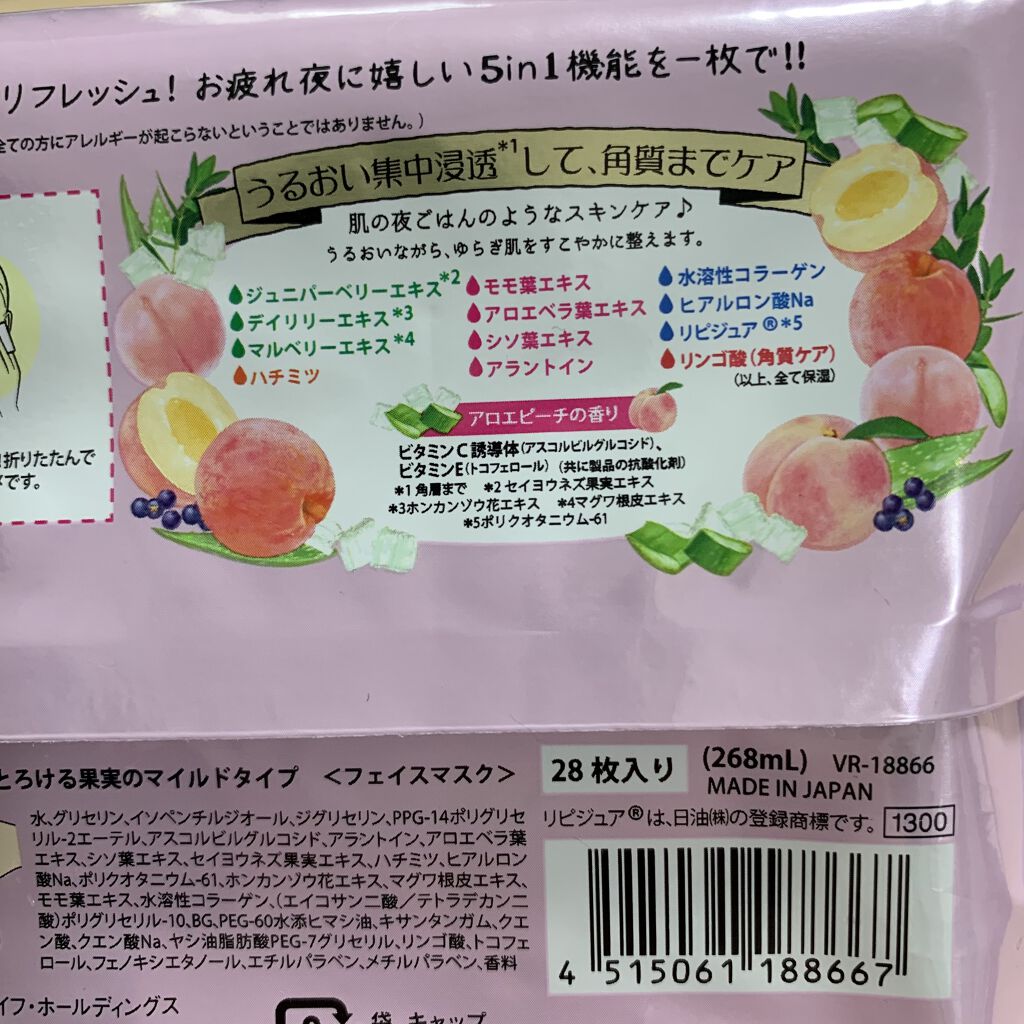 リフレッシュ! お疲れ夜に嬉しい5in1機能を一枚で!!
全ての方にアレルギーが起こらないということではありません。)
うるおい集中浸透*1して、角質までケア
肌の夜ごはんのようなスキンケア♪
うるおいながら、ゆらぎ肌をすこやかに整えます。
ジュニパーベリーエキス*2
デイリリーエキス*3
マルベリーエキス*4
ハチミツ
モモ葉エキス
アロエベラ葉エキス
シソ葉エキス
アラントイン
水溶性コラーゲン
ヒアルロン酸Na
リピジュア®*5
リンゴ酸(角質ケア)
(以上、全て保湿)
アロエピーチの香り
ビタミンC誘導体(アスコルビルグルコシド)、
ビタミンE(トコフェロール) (共に製品の抗酸化剤)
*1 角層まで *2 セイヨウネズ果実エキス
*3ホンカンゾウ花エキス *4マグワ根皮エキス
*5ポリクオタニウム-61
折りたたんで
です。
とろける果実のマイルドタイプ <フェイスマスク>
水、グリセリン、イソペンチルジオール、ジグリセリン、PPG-14ポリグリセ
リル-2エーテル、アスコルビルグルコシド、アラントイン、アロエベラ葉
エキス、シソ葉エキス、セイヨウネズ果実エキス、ハチミツ、ヒアルロン
酸Na、ポリクオタニウム-61、ホンカンゾウ花エキス、マグワ根皮エキス、
モモ葉エキス、水溶性コラーゲン、(エイコサン二酸/テトラデカン二
酸)ポリグリセリル-10、BG、PEG-60水添ヒマシ油、キサンタンガム、クエ
ン酸、クエン酸Na、ヤシ油脂肪酸PEG-7グリセリル、リンゴ酸、トコフェ
ロール、フェノキシエタノール、エチルパラベン、メチルパラベン、香料
イフ・ホールディングス
袋、キャップ
28枚入り (268mL) VR-18866
MADE IN JAPAN
リピジュア®は、日油(株)の登録商標です。 1300
4 515061 188667